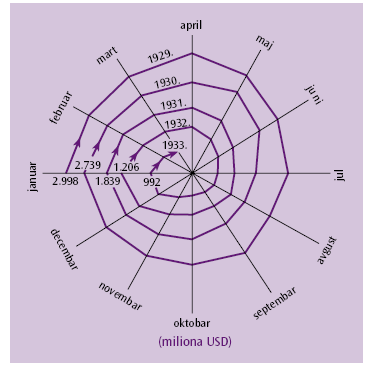 april
mart
maj
1929.
februar
1930.
juni
1931.
1932.
1933.
januar
2.998
2.739
1.839
1.206
992
jul
decembar
avgust
novembar
septembar
oktobar
(miliona USD)